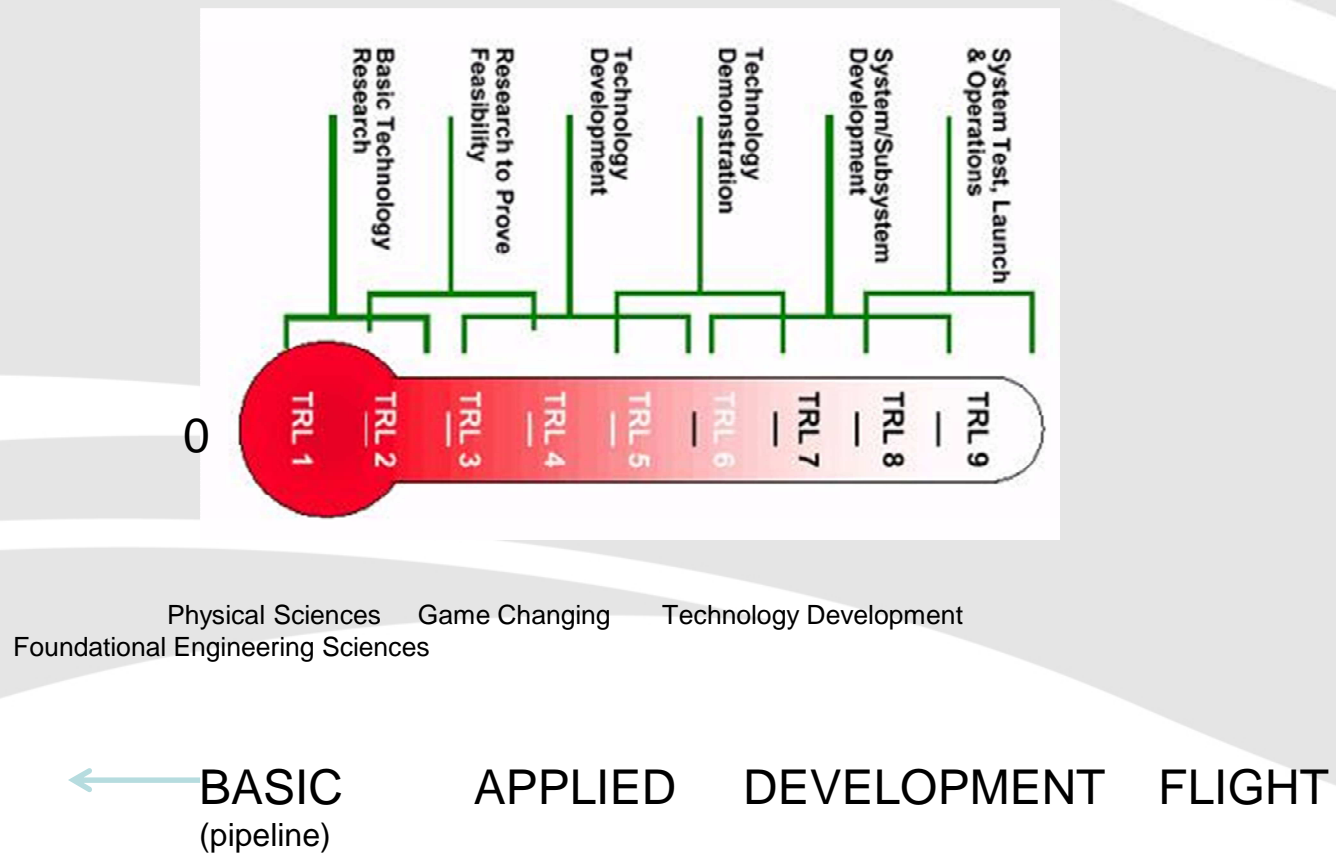 Basic Technology
Research
Research to Prove
Feasibility
Technology
Development
Technology
Demonstration
System/Subsystem
Development
System Test, Launch
& Operations
0
TRL 1
TRL 2
TRL 3
TRL 4
TRL 5
TRL 6
TRL 7
TRL 8
TRL 9
Physical Sciences Game Changing Technology Development
Foundational Engineering Sciences
BASIC APPLIED DEVELOPMENT FLIGHT
(pipeline)